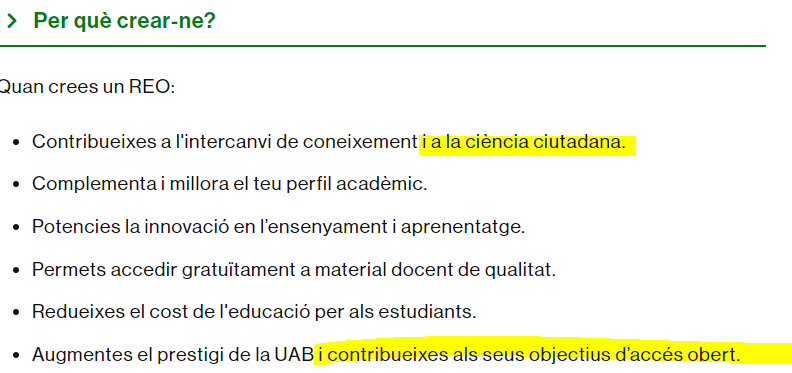 Per què crear-ne?
Quan crees un REO:
Contribueixes a l'intercanvi de coneixement i a la ciència ciutadana.
Complementa i millora el teu perfil acadèmic.
Potencies la innovació en l’ensenyament i aprenentatge.
Permets accedir gratuïtament a material docent de qualitat.
Redueixes el cost de l'educació per als estudiants.
Augmentes el prestigi de la UAB i contribueixes als seus objectius d’accés obert.